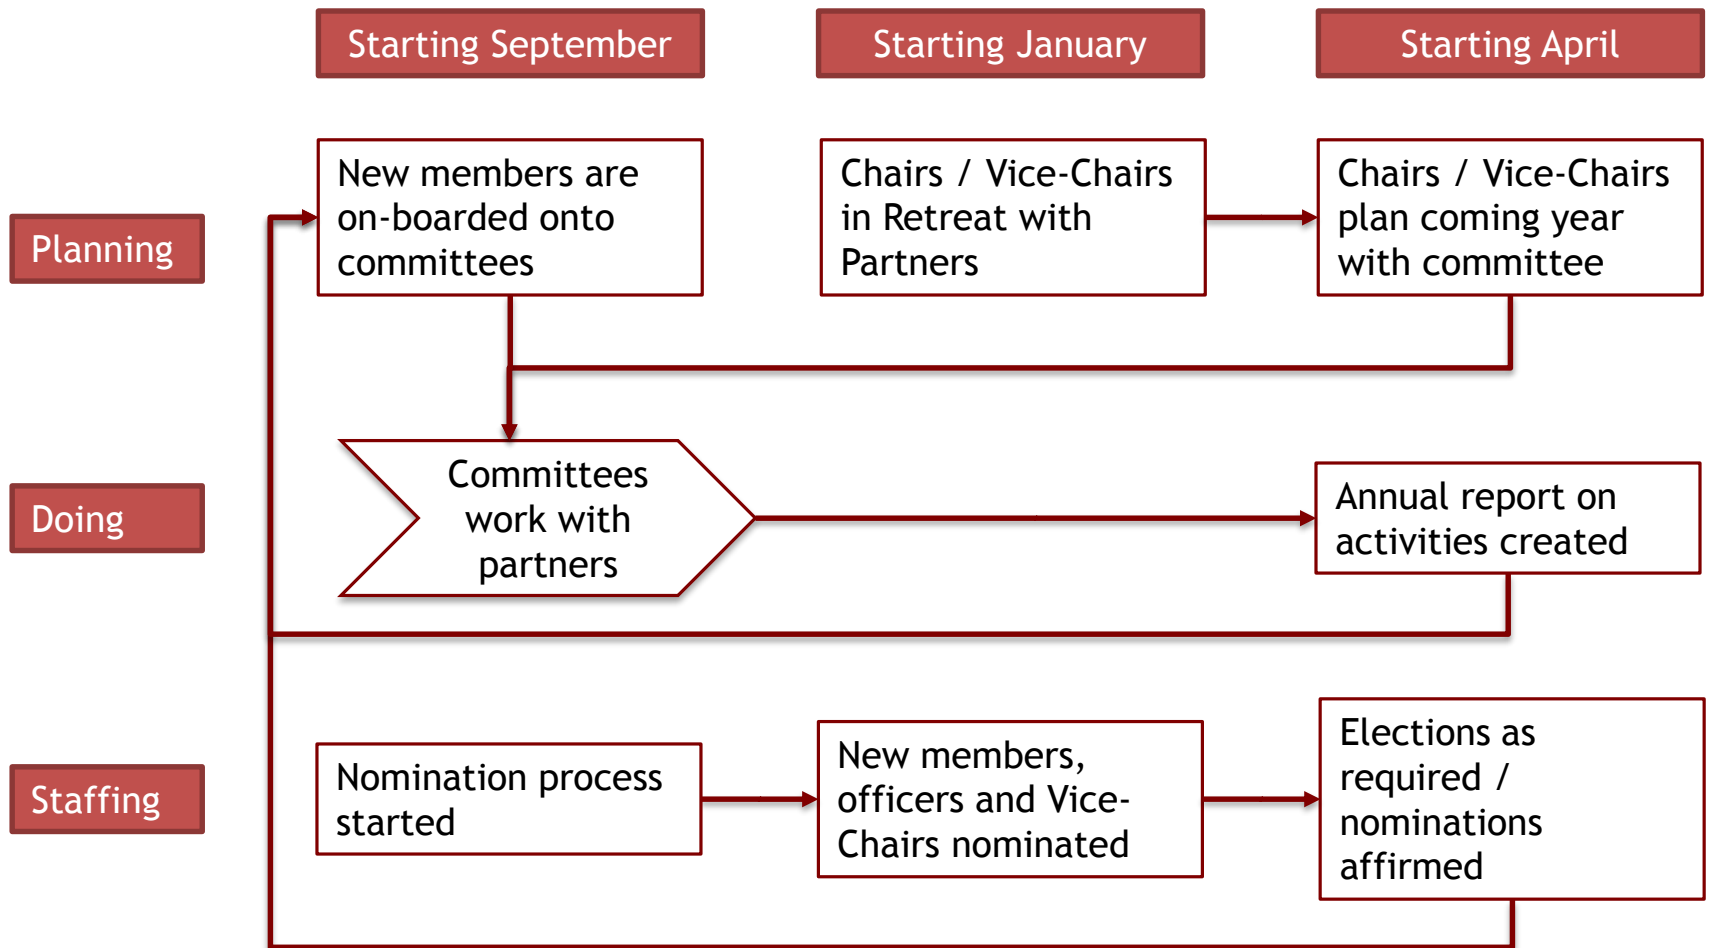 Starting September
Starting January
Starting April
Planning
New members are
on-boarded onto
committees
Chairs / Vice-Chairs
in Retreat with
Partners
Chairs / Vice-Chairs
plan coming year
with committee
Doing
Committees
work with
partners
Annual report on
activities created
Staffing
Nomination process
started
New members,
officers and Vice-
Chairs nominated
Elections as
required /
nominations
affirmed